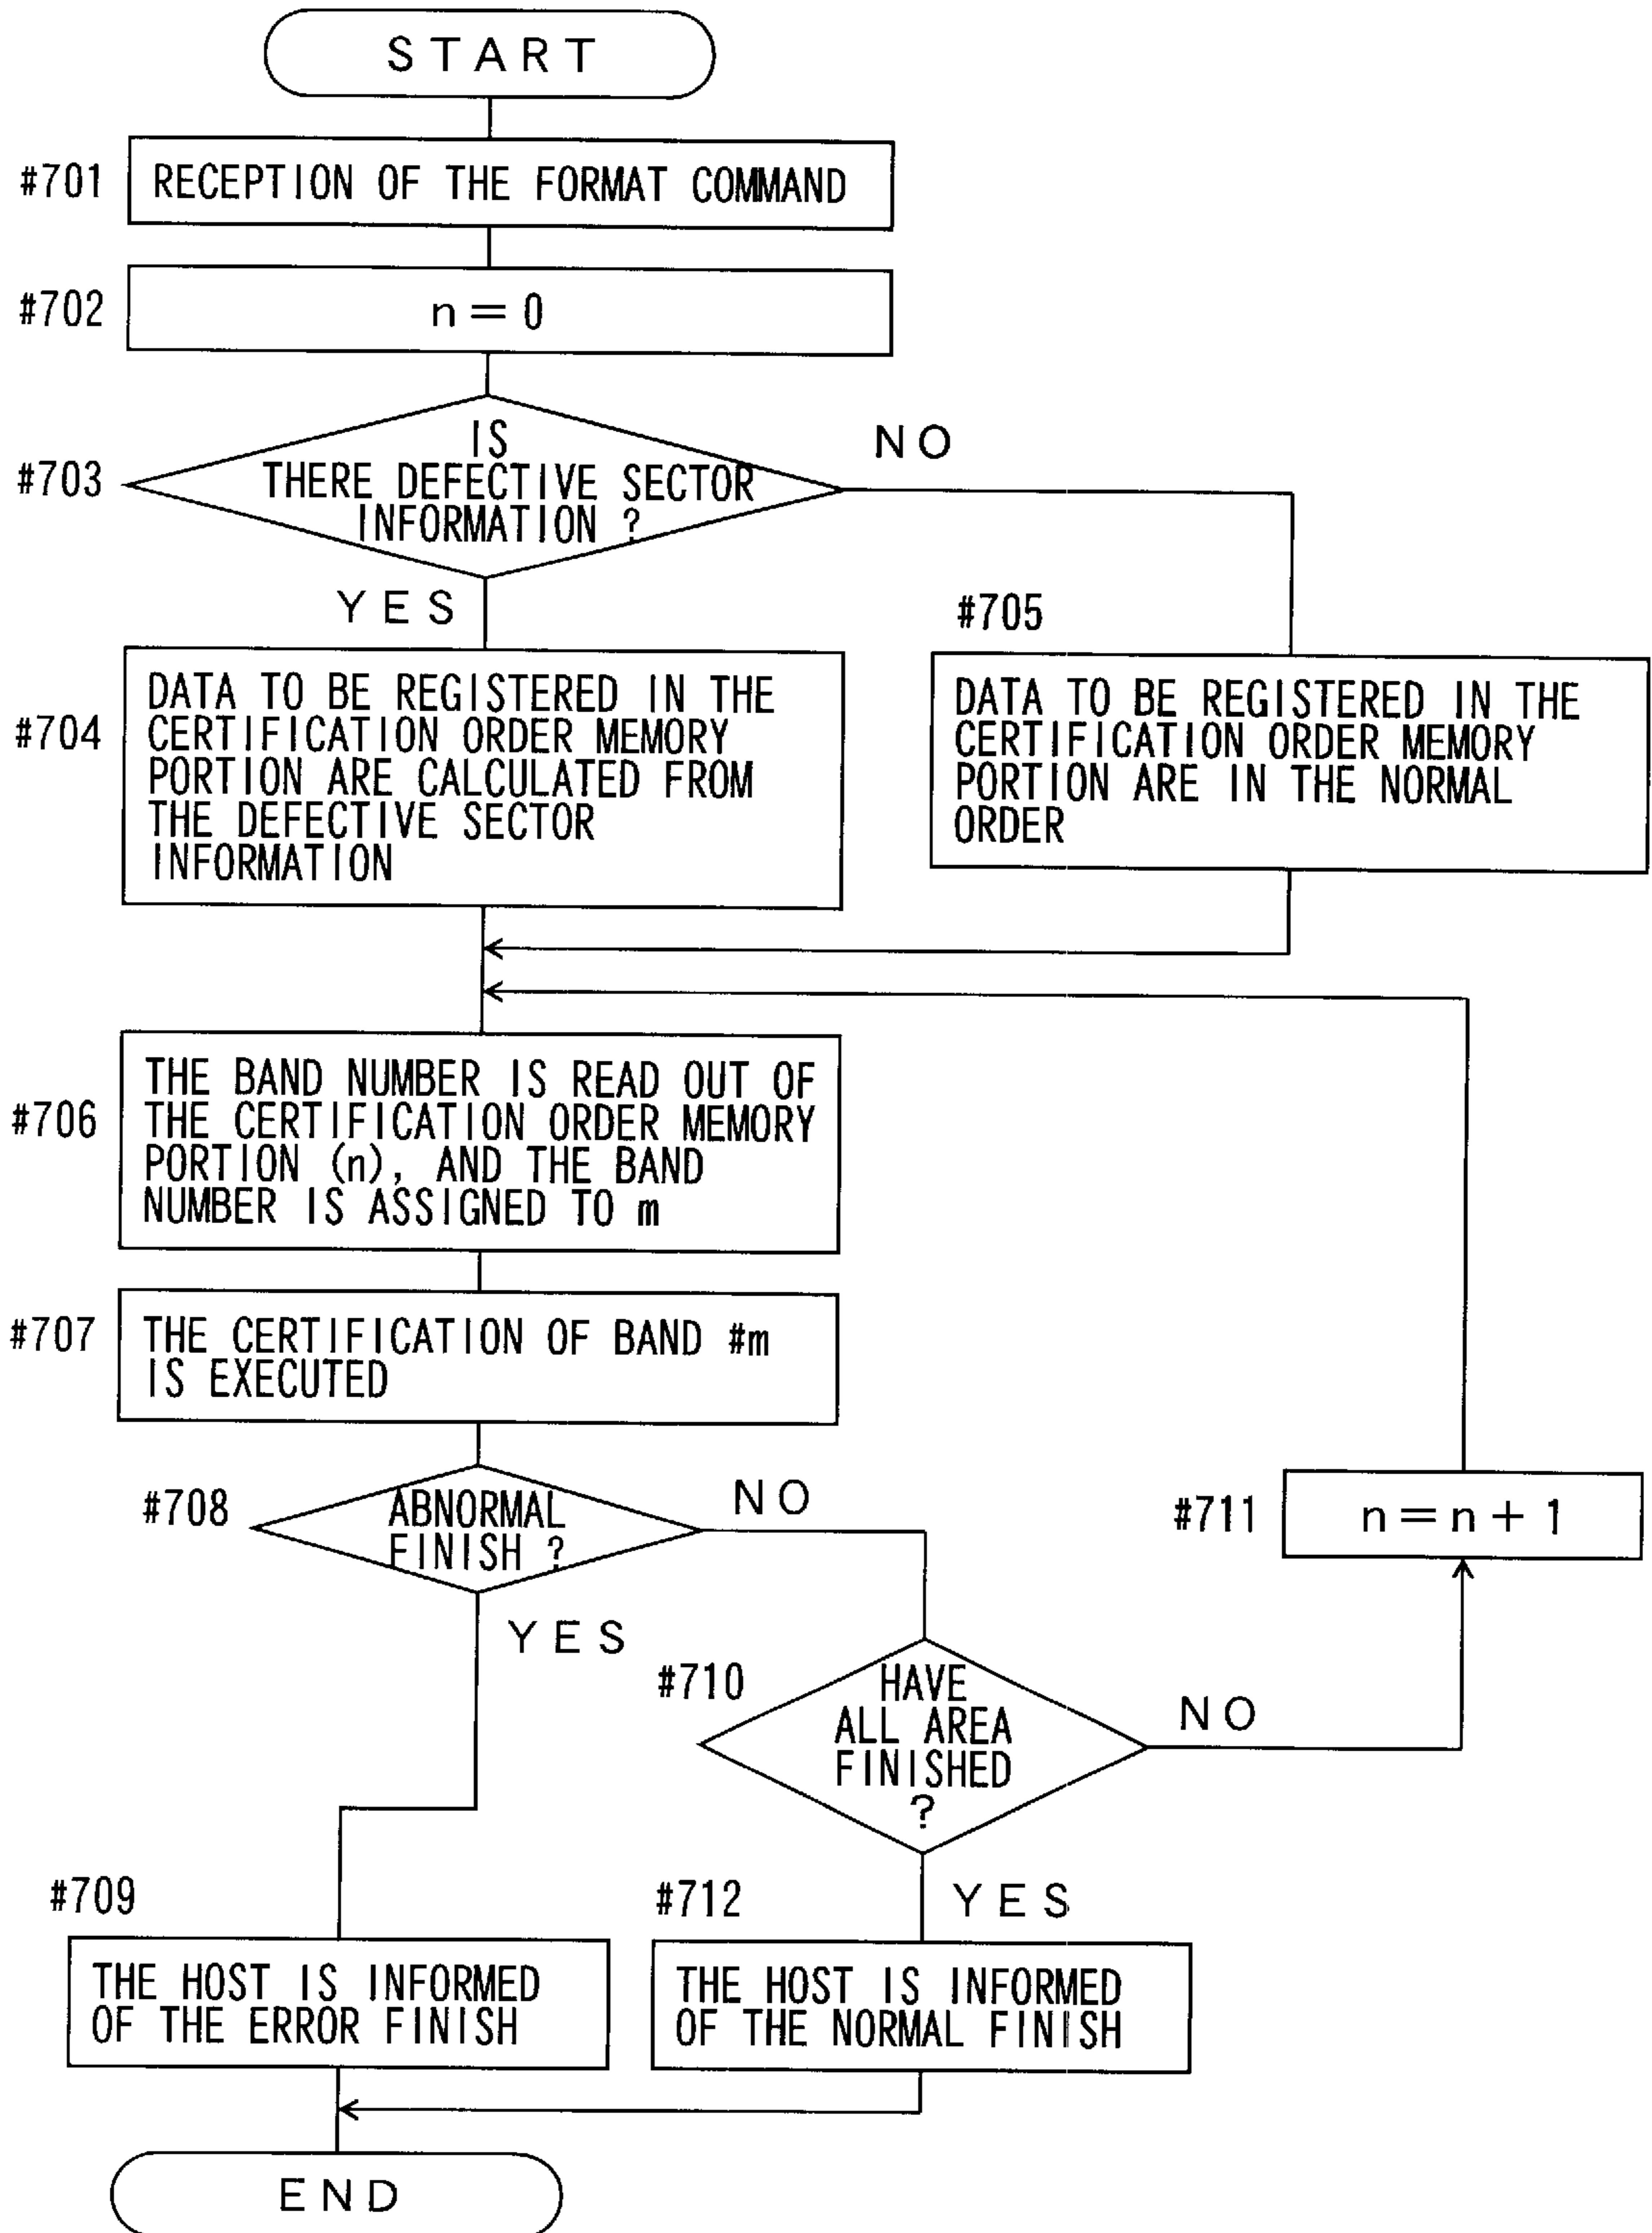 START
#701
RECEPTION OF THE FORMAT COMMAND
#702
n = 0
#703
IS
THERE DEFECTIVE SECTOR
INFORMATION ?
NO
YES
#704
DATA TO BE REGISTERED IN THE
CERTIFICATION ORDER MEMORY
PORTION ARE CALCULATED FROM
THE DEFECTIVE SECTOR
INFORMATION
#705
DATA TO BE REGISTERED IN THE
CERTIFICATION ORDER MEMORY
PORTION ARE IN THE NORMAL
ORDER
#706
THE BAND NUMBER IS READ OUT OF
THE CERTIFICATION ORDER MEMORY
PORTION (n), AND THE BAND
NUMBER IS ASSIGNED TO m
#707
THE CERTIFICATION OF BAND #m
IS EXECUTED
#708
ABNORMAL
FINISH ?
NO
YES
#711
n = n + 1
#710
HAVE
ALL AREA
FINISHED
?
NO
YES
#709
THE HOST IS INFORMED
OF THE ERROR FINISH
#712
THE HOST IS INFORMED
OF THE NORMAL FINISH
END